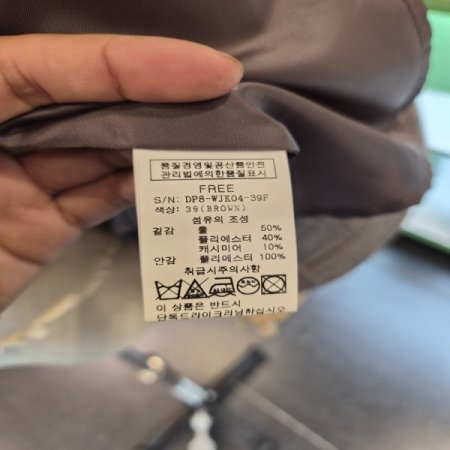 품질경영및공산품안전
관리법에의한품질표시
FREE
S/N: DP8-WJK04-39F
색상: 39(BROWN)
섬유의 조성
겉감 울 50%
폴리에스터 40%
캐시미어 10%
안감 폴리에스터 100%
취급시주의사항
이 상품은 반드시
단독드라이크리닝하십시오